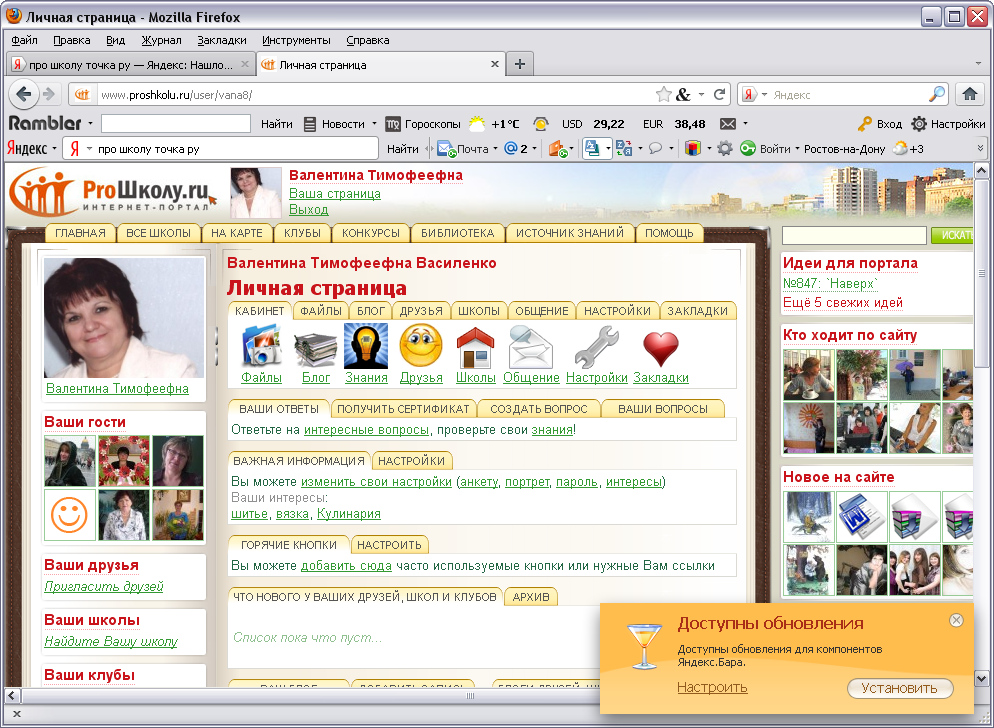 Личная страница - Mozilla Firefox
Файл Правка Вид Журнал Закладки Инструменты Справка
про школу точка ру — Яндекс: Нашло... Личная страница
www.proshkolu.ru/user/vana8/ Яндекс
Rambler Найти Новости Гороскопы +1°C USD 29,22 EUR 38,48 Вход Настройки
Яндекс про школу точка ру Найти Почта 2 Войти Ростов-на-Дону +3
ProШколу.ru
ИНТЕРНЕТ-ПОРТАЛ
Валентина Тимофеефна
Ваша страница
Выход
ГЛАВНАЯ ВСЕ ШКОЛЫ НА КАРТЕ КЛУБЫ КОНКУРСЫ БИБЛИОТЕКА ИСТОЧНИК ЗНАНИЙ ПОМОЩЬ
ИСКАТЬ
Валентина Тимофеефна
Ваши гости
Ваши друзья
Пригласить друзей
Ваши школы
Найдите Вашу школу
Ваши клубы
Валентина Тимофеефна Василенко
Личная страница
КАБИНЕТ ФАЙЛЫ БЛОГ ДРУЗЬЯ ШКОЛЫ ОБЩЕНИЕ НАСТРОЙКИ ЗАКЛАДКИ
Файлы Блог Знания Друзья Школы Общение Настройки Закладки
ВАШИ ОТВЕТЫ ПОЛУЧИТЬ СЕРТИФИКАТ СОЗДАТЬ ВОПРОС ВАШИ ВОПРОСЫ
Ответьте на интересные вопросы, проверьте свои знания!
ВАЖНАЯ ИНФОРМАЦИЯ НАСТРОЙКИ
Вы можете изменить свои настройки (анкету, портрет, пароль, интересы)
Ваши интересы:
шитье, вязка, Кулинария
ГОРЯЧИЕ КНОПКИ НАСТРОИТЬ
Вы можете добавить сюда часто используемые кнопки или нужные Вам ссылки
ЧТО НОВОГО У ВАШИХ ДРУЗЕЙ, ШКОЛ И КЛУБОВ АРХИВ
Список пока что пуст...
Идеи для портала
№847: `Наверх`
Ещё 5 свежих идей
Кто ходит по сайту
Новое на сайте
Доступны обновления
Доступны обновления для компонентов
Яндекс.Бара.
Настроить Установить